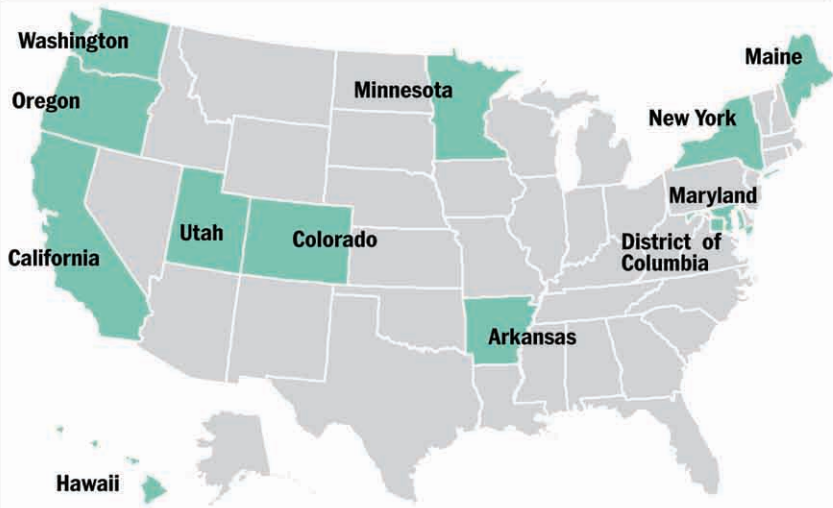 Washington
Maine
Minnesota
Oregon
New York
Maryland
Utah
Colorado
District of
Columbia
California
Arkansas
Hawaii